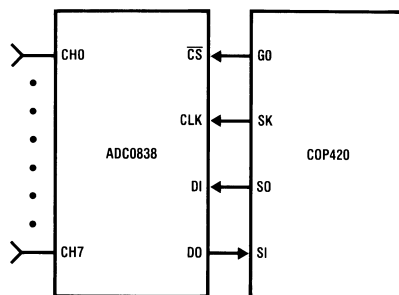 CH0 CS G0
CLK SK
ADC0838 COP420
DI SO
CH7 DO SI